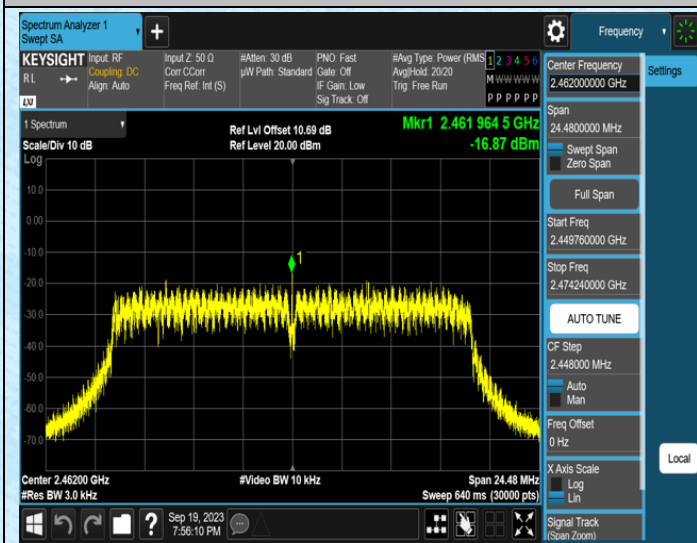 Spectrum Analyzer 1
Swept SA
+
Frequency
KEYSIGHT
RL
LXI
Input: RF
Coupling: DC
Align: Auto
Input Z: 50 Ω
Corr CCorr
Freq Ref: Int (S)
#Atten: 30 dB
µW Path: Standard
PNO: Fast
Gate: Off
IF Gain: Low
Sig Track: Off
#Avg Type: Power (RMS
Avg|Hold: 20/20
Trig: Free Run
1 2 3 4 5 6
M W W W W W
P P P P P P
1 Spectrum
Scale/Div 10 dB
Ref Lvl Offset 10.69 dB
Ref Level 20.00 dBm
Mkr1 2.461 964 5 GHz
-16.87 dBm
Log
10.0
0.00
-10.0
-20.0
-30.0
-40.0
-50.0
-60.0
-70.0
1
Center 2.46200 GHz
#Res BW 3.0 kHz
#Video BW 10 kHz
Span 24.48 MHz
Sweep 640 ms (30000 pts)
Sep 19, 2023
7:56:10 PM
?
Center Frequency
2.462000000 GHz
Span
24.4800000 MHz
Swept Span
Zero Span
Full Span
Start Freq
2.449760000 GHz
Stop Freq
2.474240000 GHz
AUTO TUNE
CF Step
2.448000 MHz
Auto
Man
Freq Offset
0 Hz
X Axis Scale
Log
Lin
Signal Track
(Span Zoom)
Settings
Local